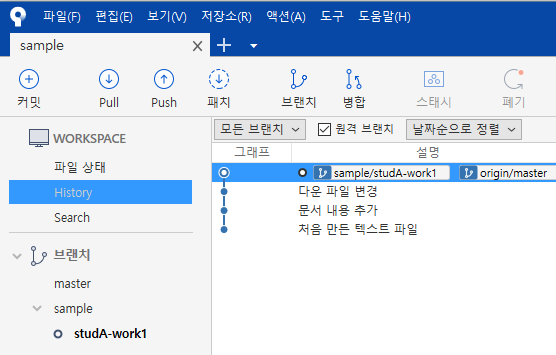 파일(F) 편집(E) 보기(V) 저장소(R) 액션(A) 도구 도움말(H)
sample
커밋 Pull Push 패치 브랜치 병합 스태시 폐기
모든 브랜치 원격 브랜치 날짜순으로 정렬
WORKSPACE
파일 상태
History
Search
브랜치
master
sample
studA-work1
그래프 설명
sample/studA-work1 origin/master
다운 파일 변경
문서 내용 추가
처음 만든 텍스트 파일